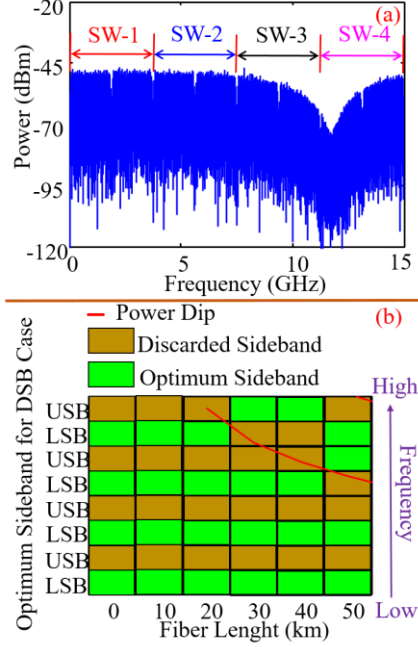 -20
(a)
SW-1 SW-2 SW-3 SW-4
-45
-70
-95
-120
Power (dBm)
0 5 10 15
Frequency (GHz)
(b)
Power Dip
Discarded Sideband
Optimum Sideband
High
USB
LSB
USB
LSB
USB
LSB
USB
LSB
Optimum Sideband for DSB Case
Frequency
Low
0 10 20 30 40 50
Fiber Lenght (km)